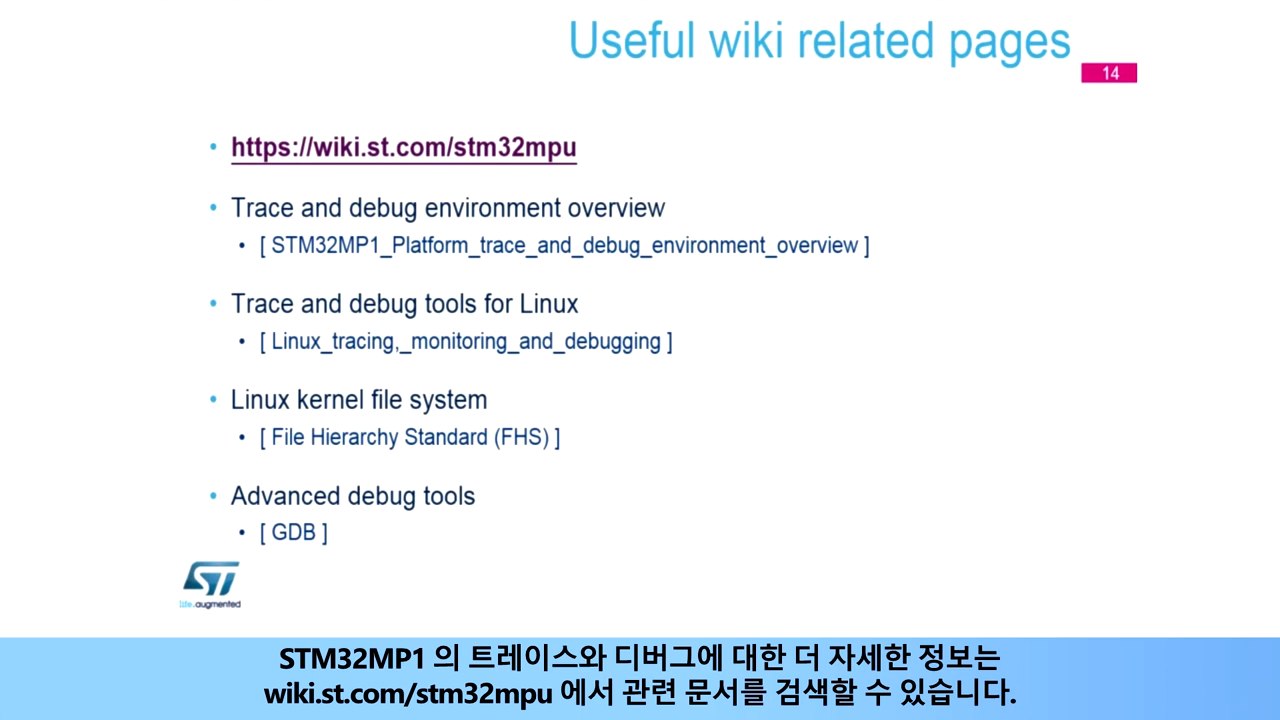 Useful wiki related pages
14
• https://wiki.st.com/stm32mpu
• Trace and debug environment overview
• [ STM32MP1_Platform_trace_and_debug_environment_overview ]
• Trace and debug tools for Linux
• [ Linux_tracing,_monitoring_and_debugging ]
• Linux kernel file system
• [ File Hierarchy Standard (FHS) ]
• Advanced debug tools
• [ GDB ]
ST
life.augmented
STM32MP1 의 트레이스와 디버그에 대한 더 자세한 정보는
wiki.st.com/stm32mpu 에서 관련 문서를 검색할 수 있습니다.